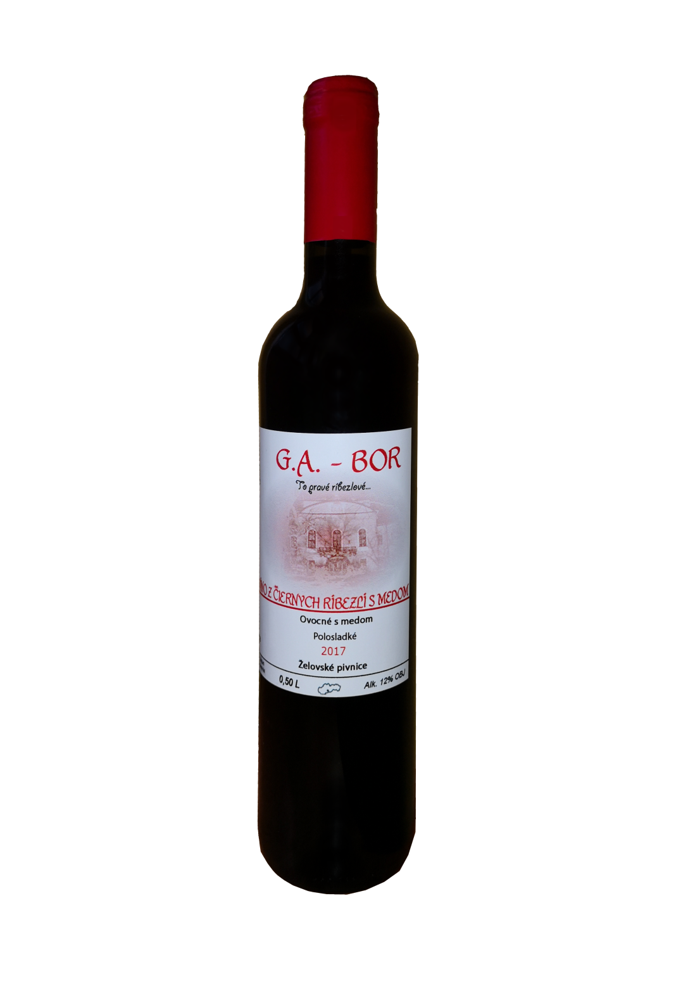 G.A. - BOR
To pravé ríbezlové...
Z ČIERNYCH RÍBEZLÍ S MEDOM
Ovocné s medom
Polosladké
2017
Želovské pivnice
0,50 L
Alk. 12% OBJ